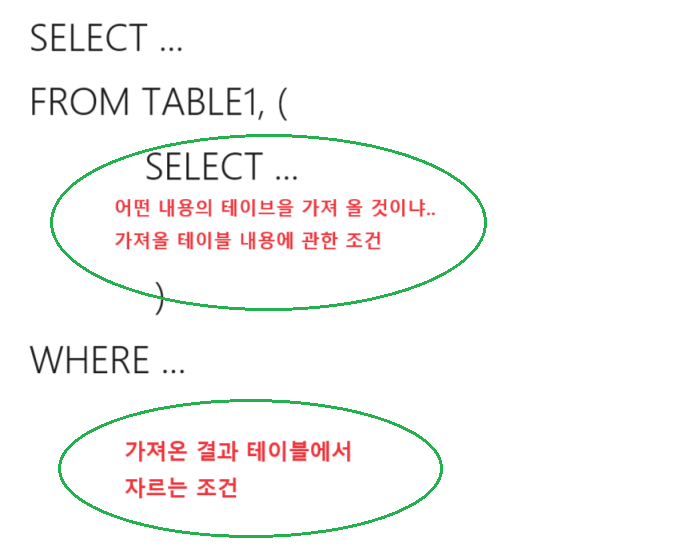 SELECT ...
FROM TABLE1, (
SELECT ...
어떤 내용의 테이브을 가져 올 것이냐..
가져올 테이블 내용에 관한 조건
)
WHERE ...
가져온 결과 테이블에서
자르는 조건